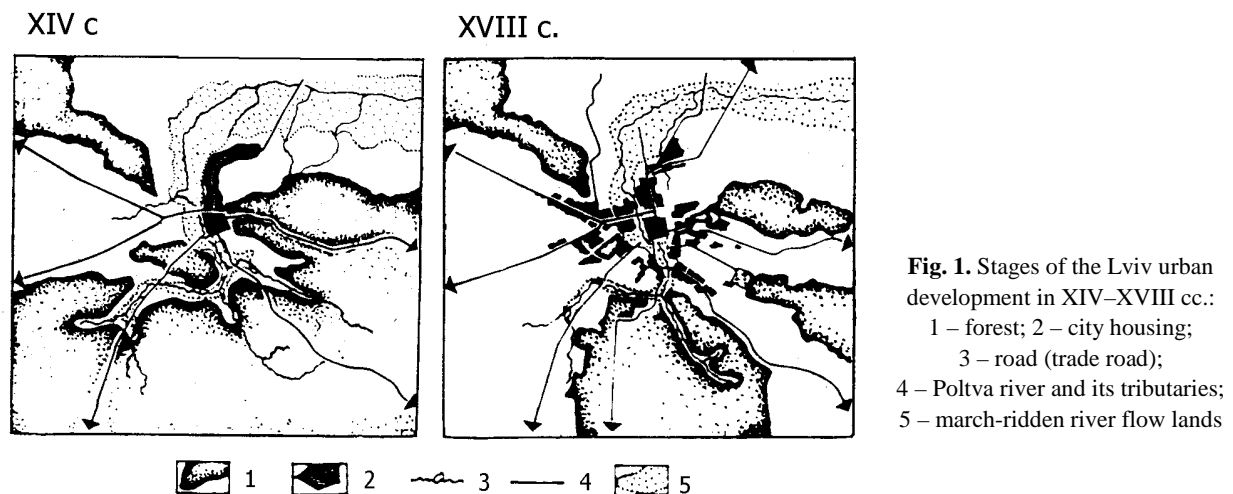 XIV c
XVIII c.
Fig. 1. Stages of the Lviv urban
development in XIV–XVIII cc.:
1 – forest; 2 – city housing;
3 – road (trade road);
4 – Poltva river and its tributaries;
5 – march-ridden river flow lands
1 2 3 4 5